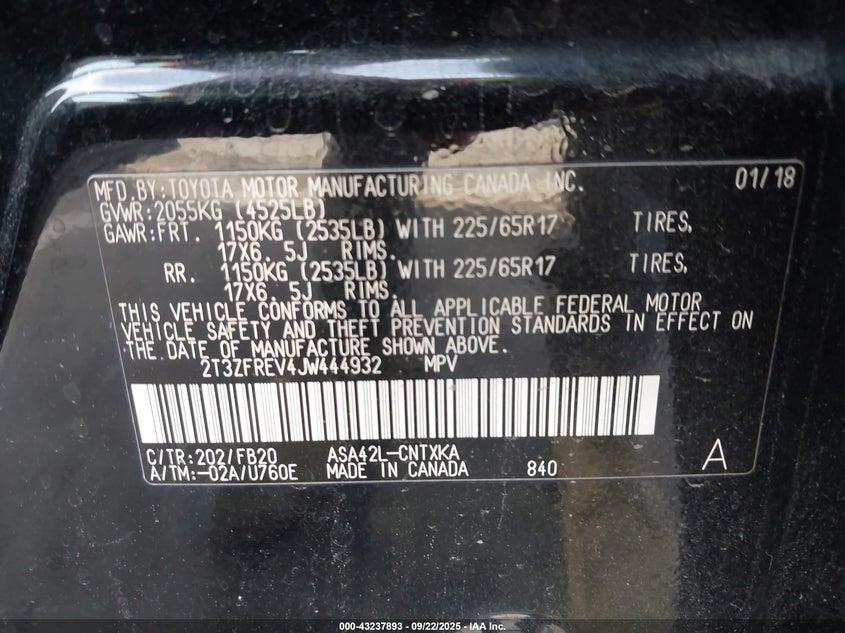 MFD.BY:TOYOTA MOTOR MANUFACTURING CANADA INC. 01/18
GVWR:2055KG (4525LB)
GAWR:FRT. 1150KG (2535LB) WITH 225/65R17 TIRES,
17X6.5J RIMS.
RR. 1150KG (2535LB) WITH 225/65R17 TIRES,
17X6.5J RIMS.
THIS VEHICLE CONFORMS TO ALL APPLICABLE FEDERAL MOTOR
VEHICLE SAFETY AND THEFT PREVENTION STANDARDS IN EFFECT ON
THE DATE OF MANUFACTURE SHOWN ABOVE.
2T3ZFREV4JW444932 MPV
C/TR:202/FB20 ASA42L-CNTXKA
A/TM:-02A/U760E MADE IN CANADA 840 A
000-43237893 - 09/22/2025 - IAA Inc.